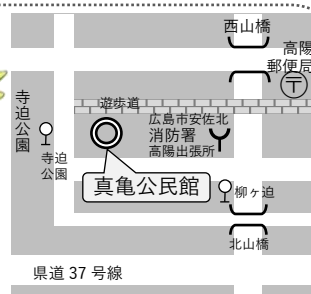 西山橋
高陽
郵便局
〒
遊歩道
寺迫公園
広島市安佐北
消防署
高陽出張所
寺迫
公園
真亀公民館
柳ヶ迫
北山橋
県道 37 号線